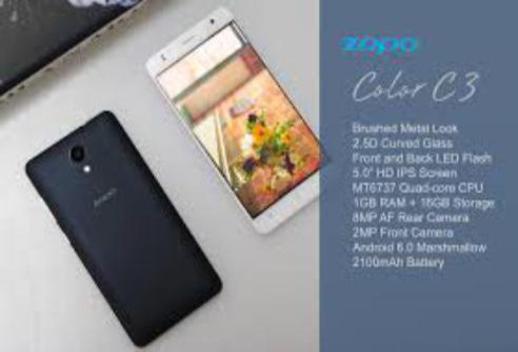 zopo
Color C3
Brushed Metal Look
2.5D Curved Glass
Front and Back LED Flash
5.0" HD IPS Screen
MT6737 Quad-core CPU
1GB RAM + 16GB Storage
8MP AF Rear Camera
2MP Front Camera
Android 6.0 Marshmallow
2100mAh Battery
zopo